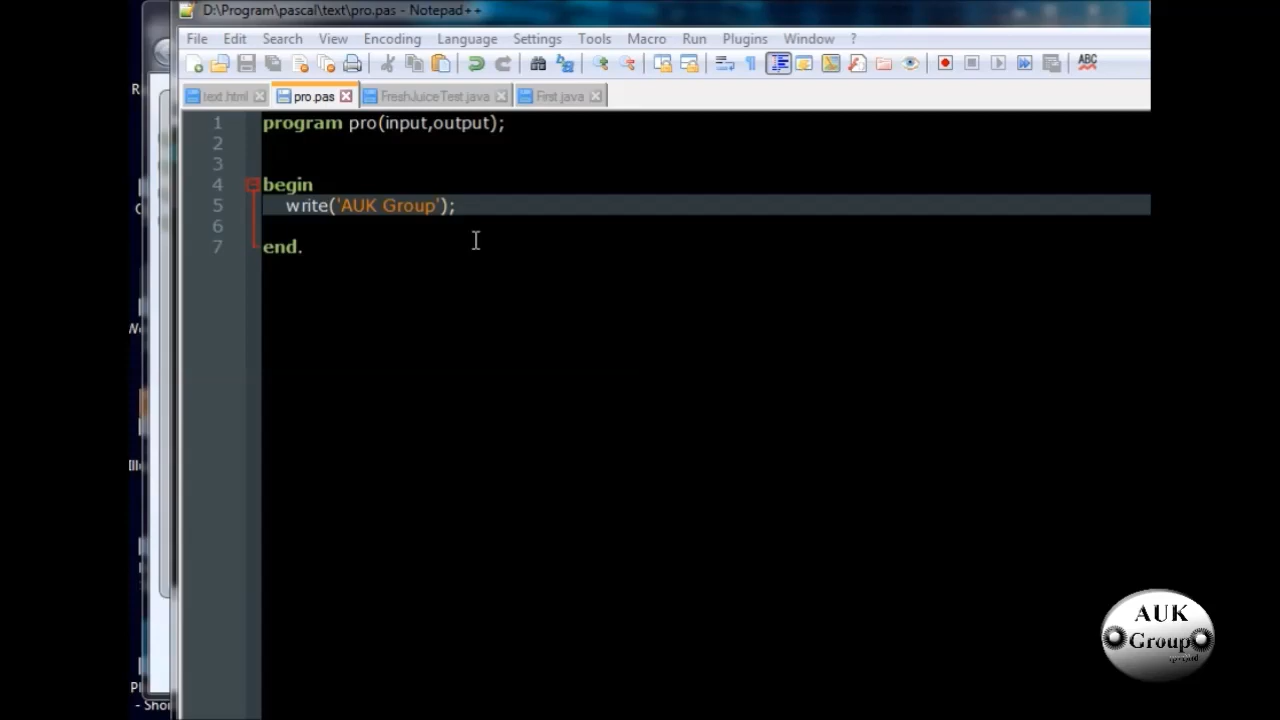 D:\Program\pascal\text\pro.pas - Notepad++
File Edit Search View Encoding Language Settings Tools Macro Run Plugins Window ?
ABC
text.html pro.pas FreshJuiceTest.java First.java
1 program pro(input,output);
2
3
4 begin
5 write('AUK Group');
6
7 end.
AUK
Group